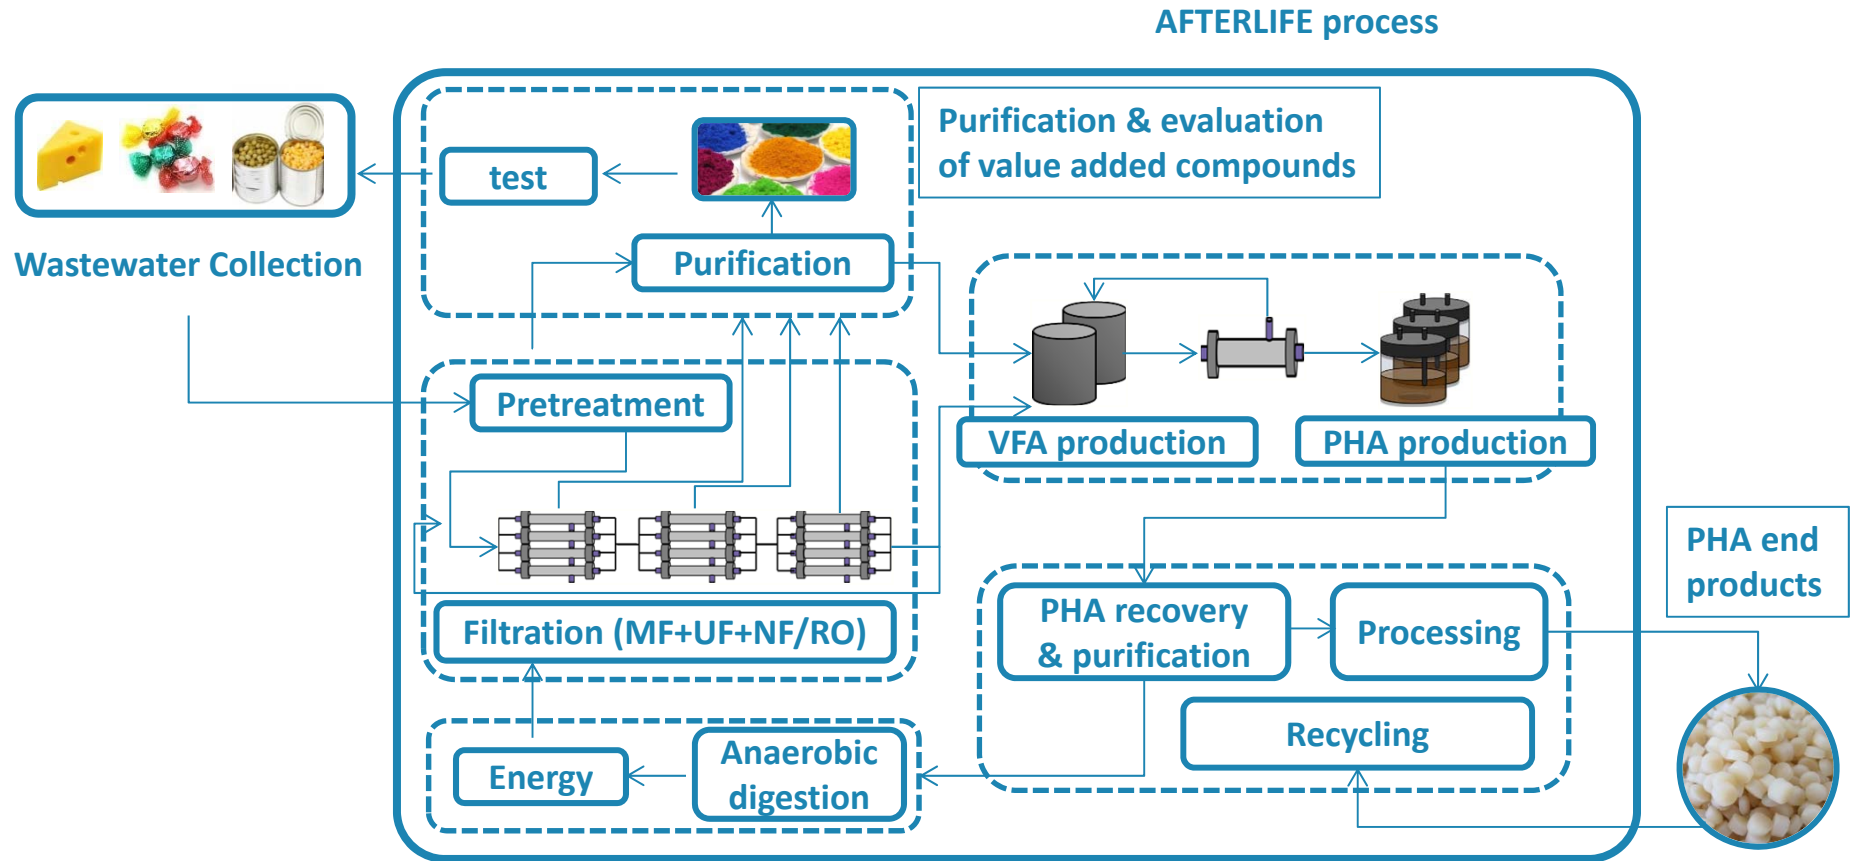 AFTERLIFE process
Purification & evaluation
of value added compounds
test
Purification
Wastewater Collection
Pretreatment
VFA production
PHA production
PHA end
products
PHA recovery
& purification
Processing
Filtration (MF+UF+NF/RO)
Recycling
Anaerobic
digestion
Energy